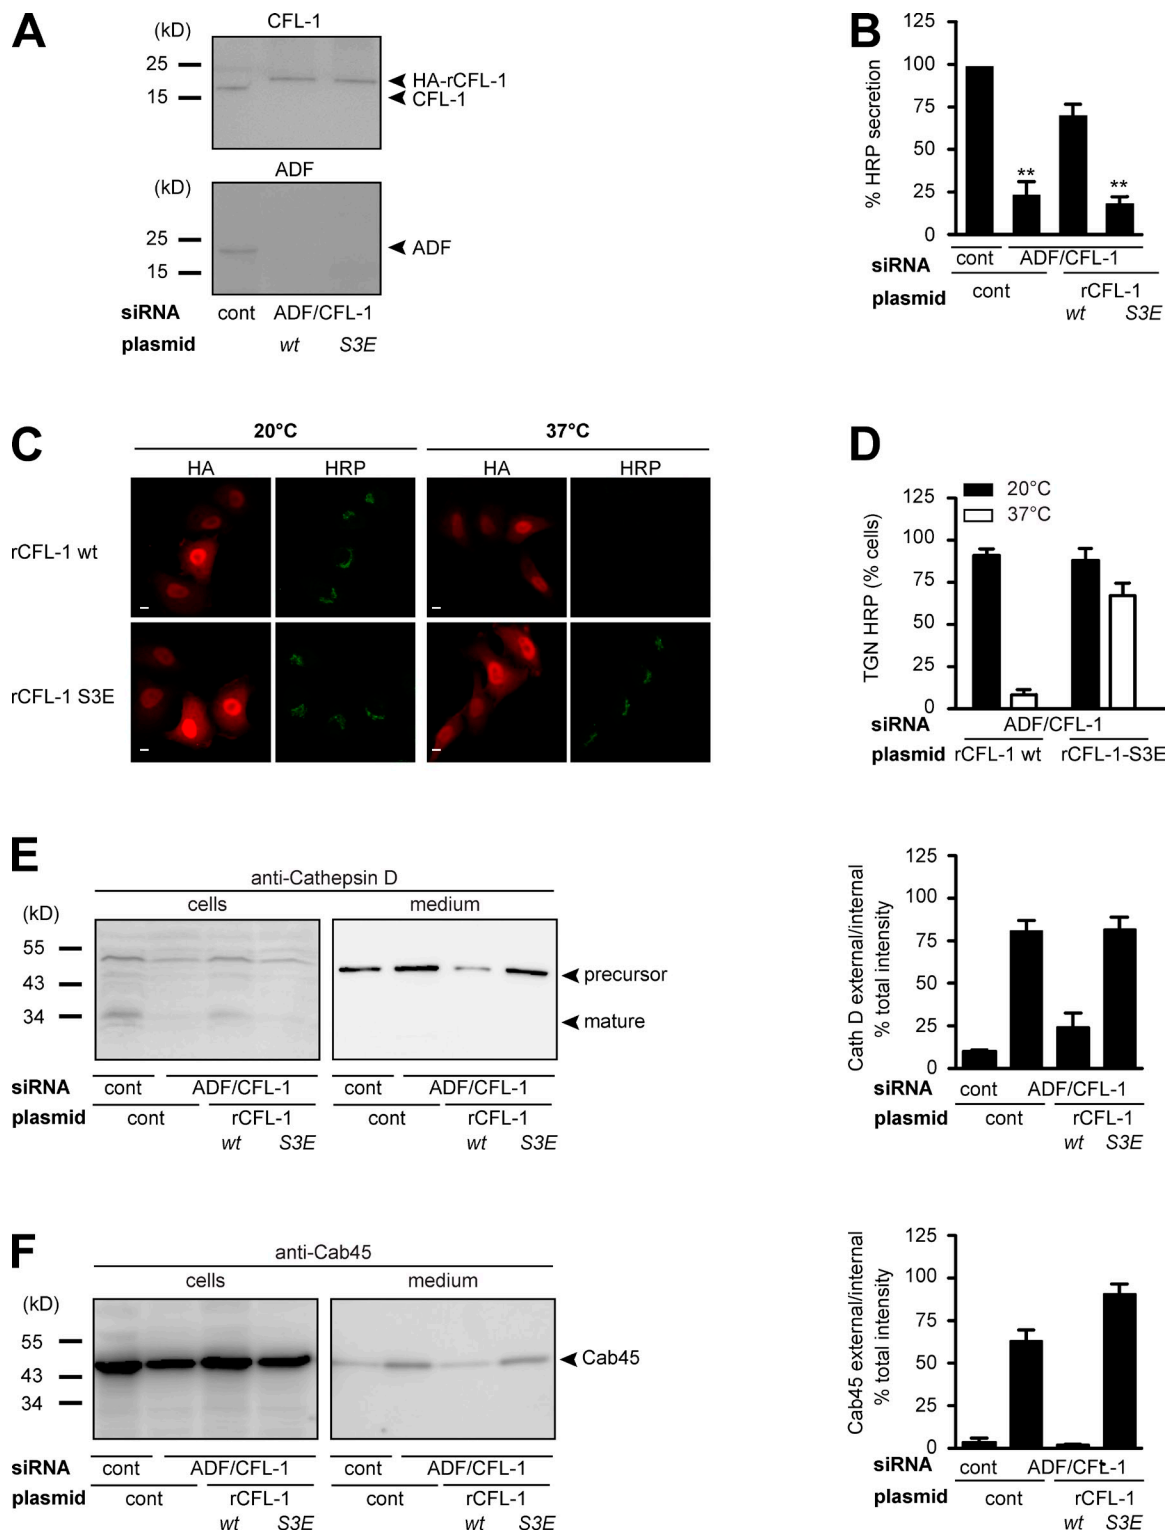 A
CFL-1
(kD)
25
15
HA-rCFL-1
CFL-1
ADF
(kD)
25
15
ADF
siRNA cont ADF/CFL-1
plasmid wt S3E
B
% HRP secretion
125
100
75
50
25
0
** **
siRNA cont ADF/CFL-1
plasmid cont rCFL-1
wt S3E
C
20°C 37°C
HA HRP HA HRP
rCFL-1 wt
rCFL-1 S3E
D
TGN HRP (% cells)
20°C
37°C
125
100
75
50
25
0
siRNA ADF/CFL-1
plasmid rCFL-1 wt rCFL-1-S3E
E
anti-Cathepsin D
cells medium
(kD)
55
43
34
precursor
mature
siRNA cont ADF/CFL-1 cont ADF/CFL-1
plasmid cont rCFL-1 cont rCFL-1
wt S3E wt S3E
Cath D external/internal
% total intensity
125
100
75
50
25
0
siRNA cont ADF/CFL-1
plasmid cont rCFL-1
wt S3E
F
anti-Cab45
cells medium
(kD)
55
43
34
Cab45
siRNA cont ADF/CFL-1 cont ADF/CFL-1
plasmid cont rCFL-1 cont rCFL-1
wt S3E wt S3E
Cab45 external/internal
% total intensity
125
100
75
50
25
0
siRNA cont ADF/CFL-1
plasmid cont rCFL-1
wt S3E